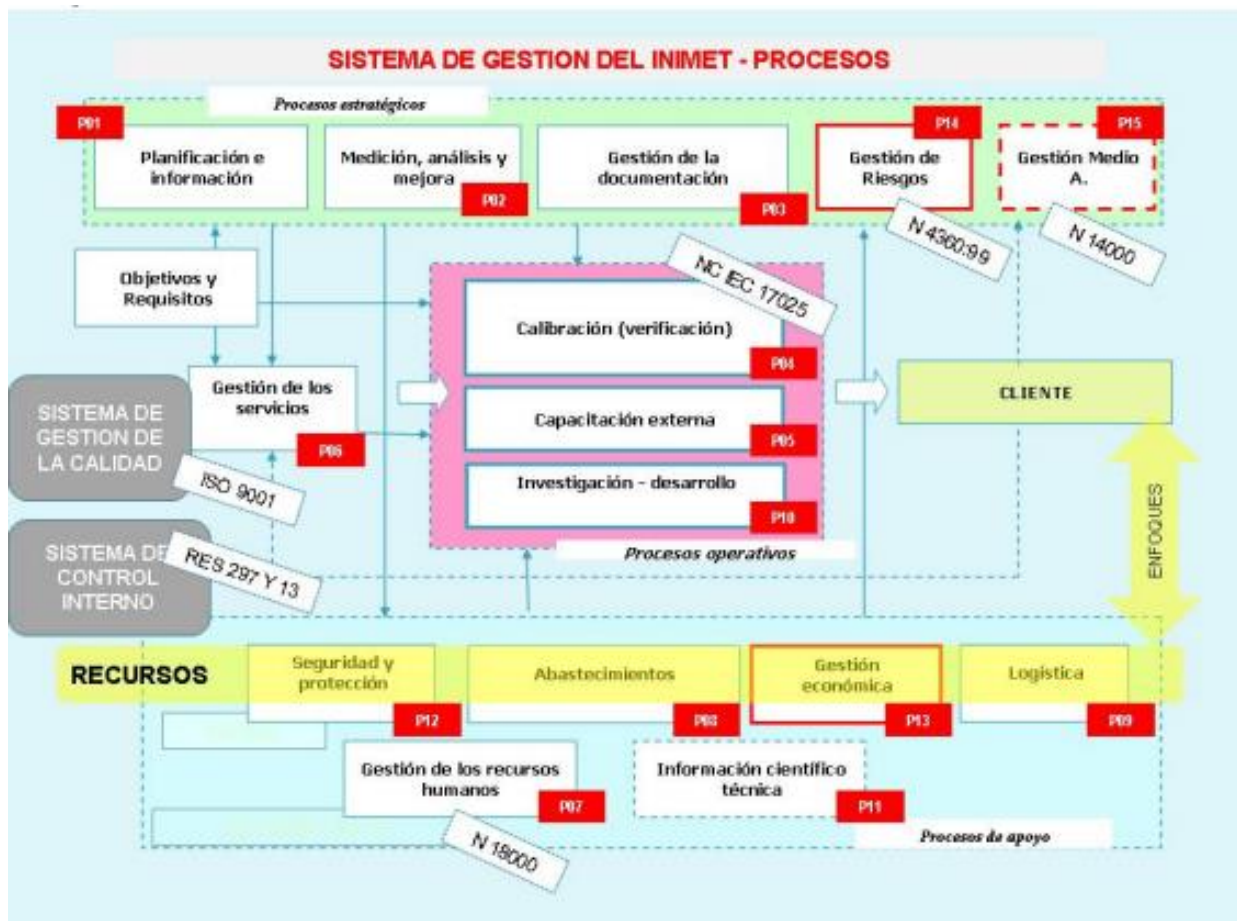 SISTEMA DE GESTION DEL INIMET - PROCESOS
Procesos estratégicos
P01
Planificación e
información
Medición, análisis y
mejora
P02
Gestión de la
documentación
P03
P14
Gestión de
Riesgos
N 4360:99
P15
Gestión Medio
A.
N 14000
Objetivos y
Requisitos
NC IEC 17025
Calibración (verificación)
P04
Gestión de los
servicios
P06
Capacitación externa
P05
Investigación - desarrollo
P10
Procesos operativos
CLIENTE
SISTEMA DE
GESTION DE
LA CALIDAD
ISO 9001
SISTEMA DE
CONTROL
INTERNO
RES 297 Y 13
ENFOQUES
RECURSOS
Seguridad y
protección
P12
Abastecimientos
P08
Gestión
económica
P13
Logística
P09
Gestión de los recursos
humanos
P07
N 18000
Información científico
técnica
P11
Procesos de apoyo